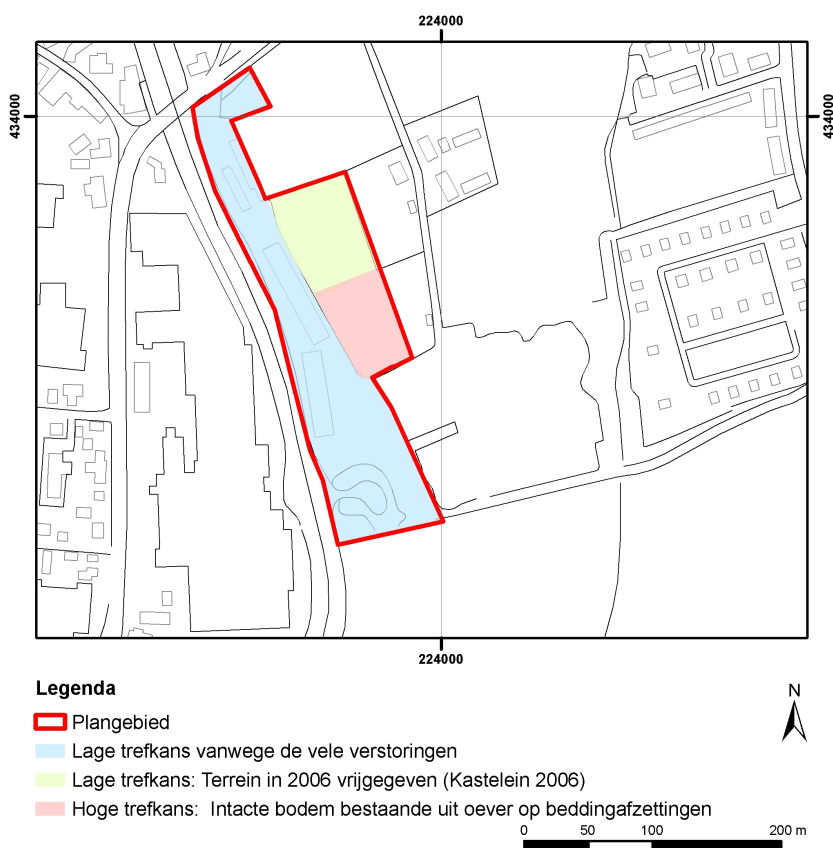 224000
434000
434000
224000
Legenda
Plangebied
Lage trefkans vanwege de vele verstoringen
Lage trefkans: Terrein in 2006 vrijgegeven (Kastelein 2006)
Hoge trefkans: Intacte bodem bestaande uit oever op beddingafzettingen
N
0 50 100 200 m